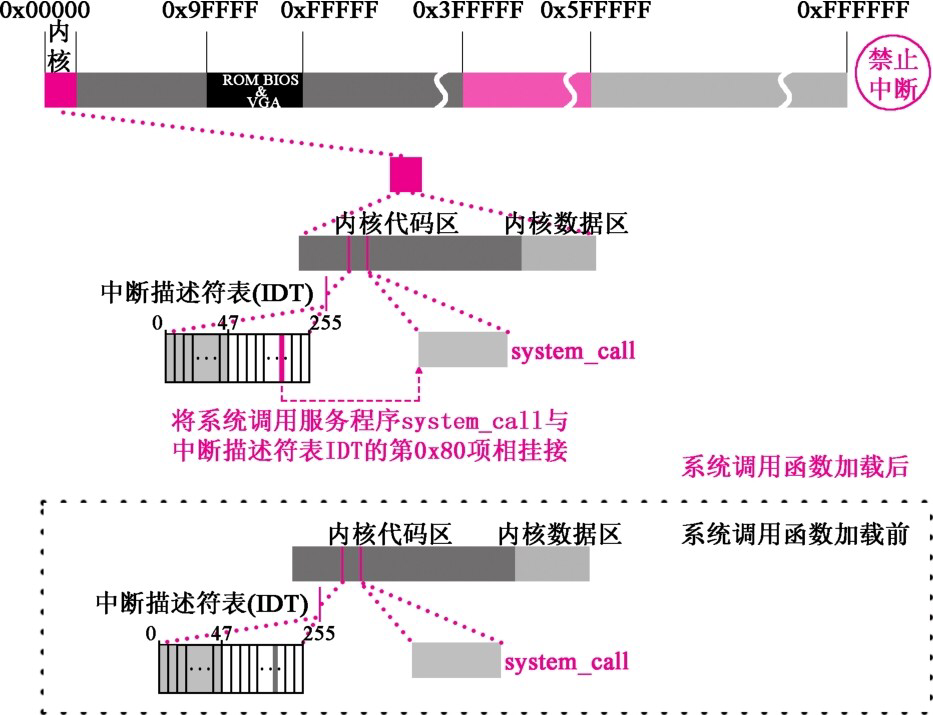 0x00000 0x9FFFF 0xFFFFF 0x3FFFFF 0x5FFFFF 0xFFFFFF
内核
ROM BIOS
&
VGA
禁止
中断
内核代码区 内核数据区
中断描述符表(IDT)
0 47 255
... ...
system_call
将系统调用服务程序system_call与
中断描述符表IDT的第0x80项相挂接
系统调用函数加载后
内核代码区 内核数据区 系统调用函数加载前
中断描述符表(IDT)
0 47 255
... ...
system_call